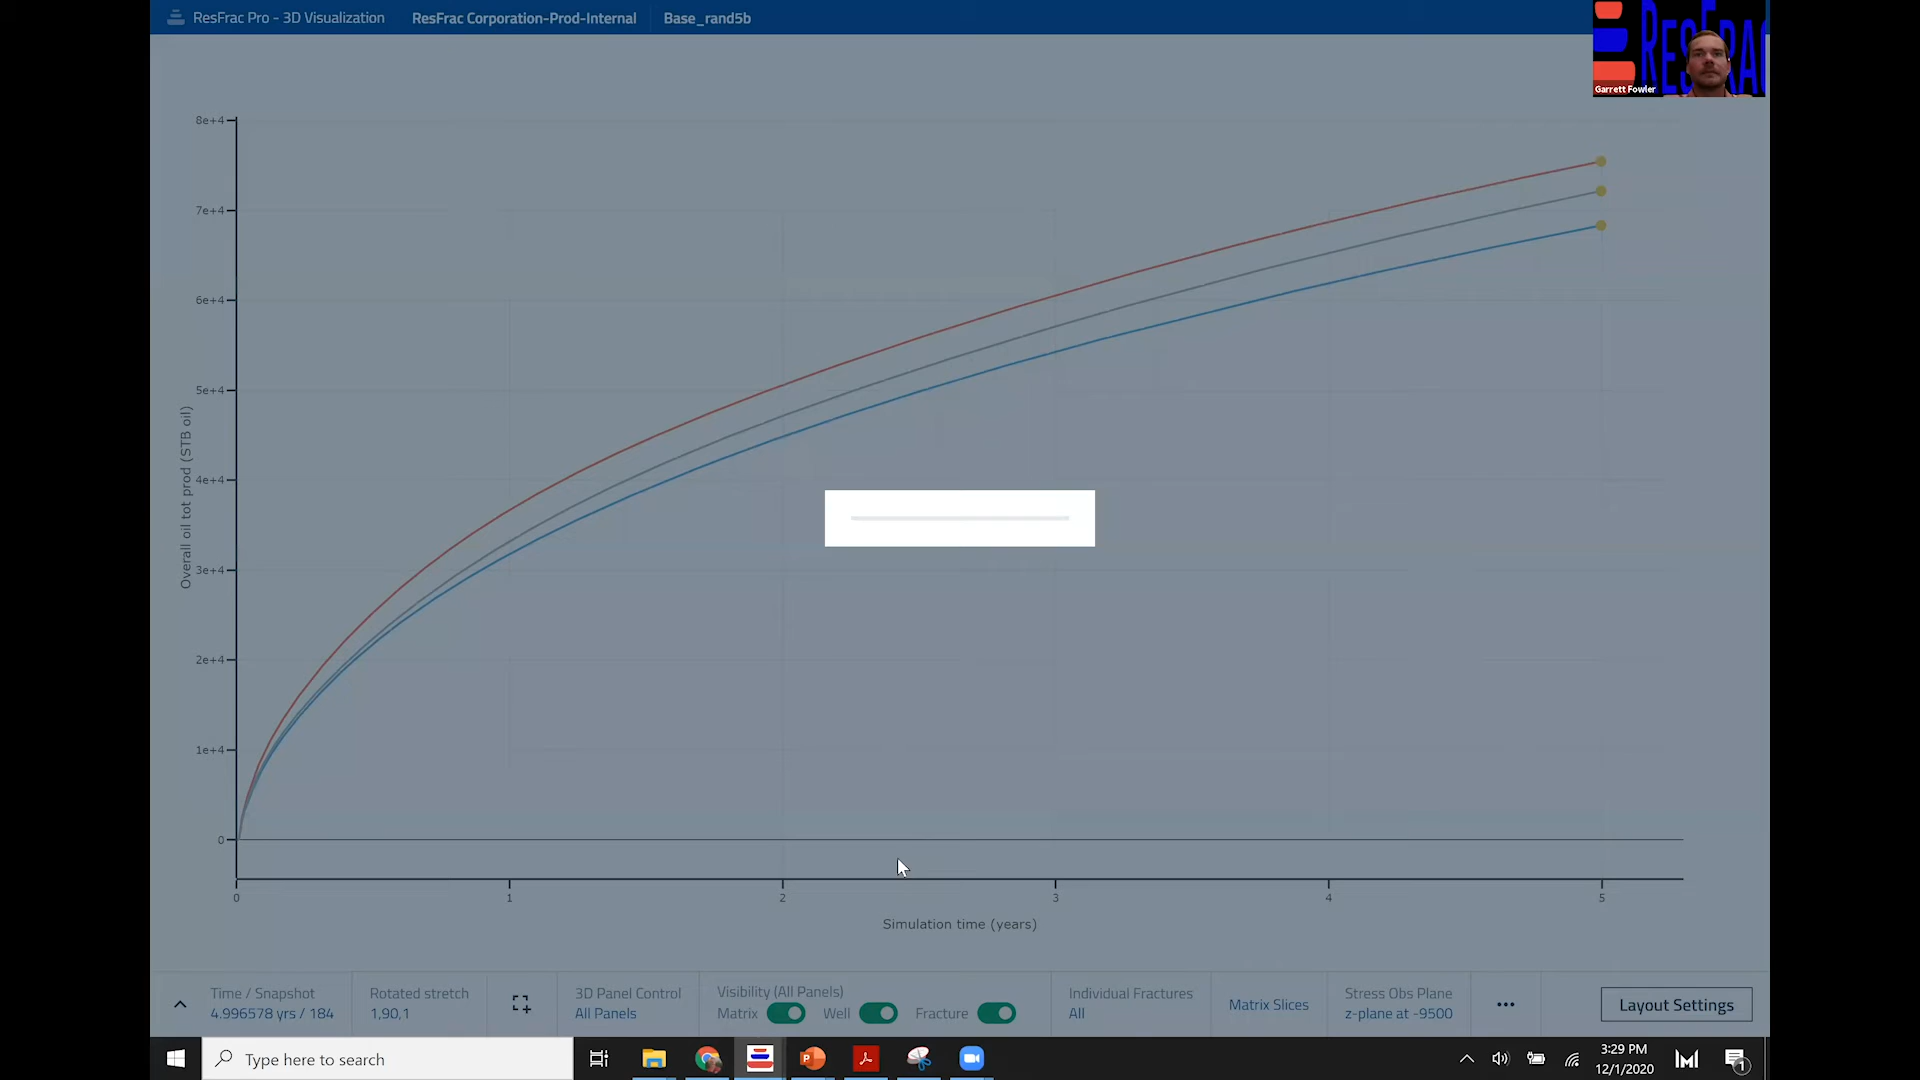 ResFrac Pro - 3D Visualization
ResFrac Corporation-Prod-Internal
Base_rand5b
RESFRAC
Garrett Fowler
8e+4
7e+4
6e+4
5e+4
4e+4
3e+4
2e+4
1e+4
0
Overall oil tot prod (STB oil)
0 1 2 3 4 5
Simulation time (years)
Time / Snapshot
4.996578 yrs / 184
Rotated stretch
1,90,1
3D Panel Control
All Panels
Visibility (All Panels)
Matrix Well Fracture
Individual Fractures
All
Matrix Slices
Stress Obs Plane
z-plane at -9500
Layout Settings
Type here to search
3:29 PM
12/1/2020
1